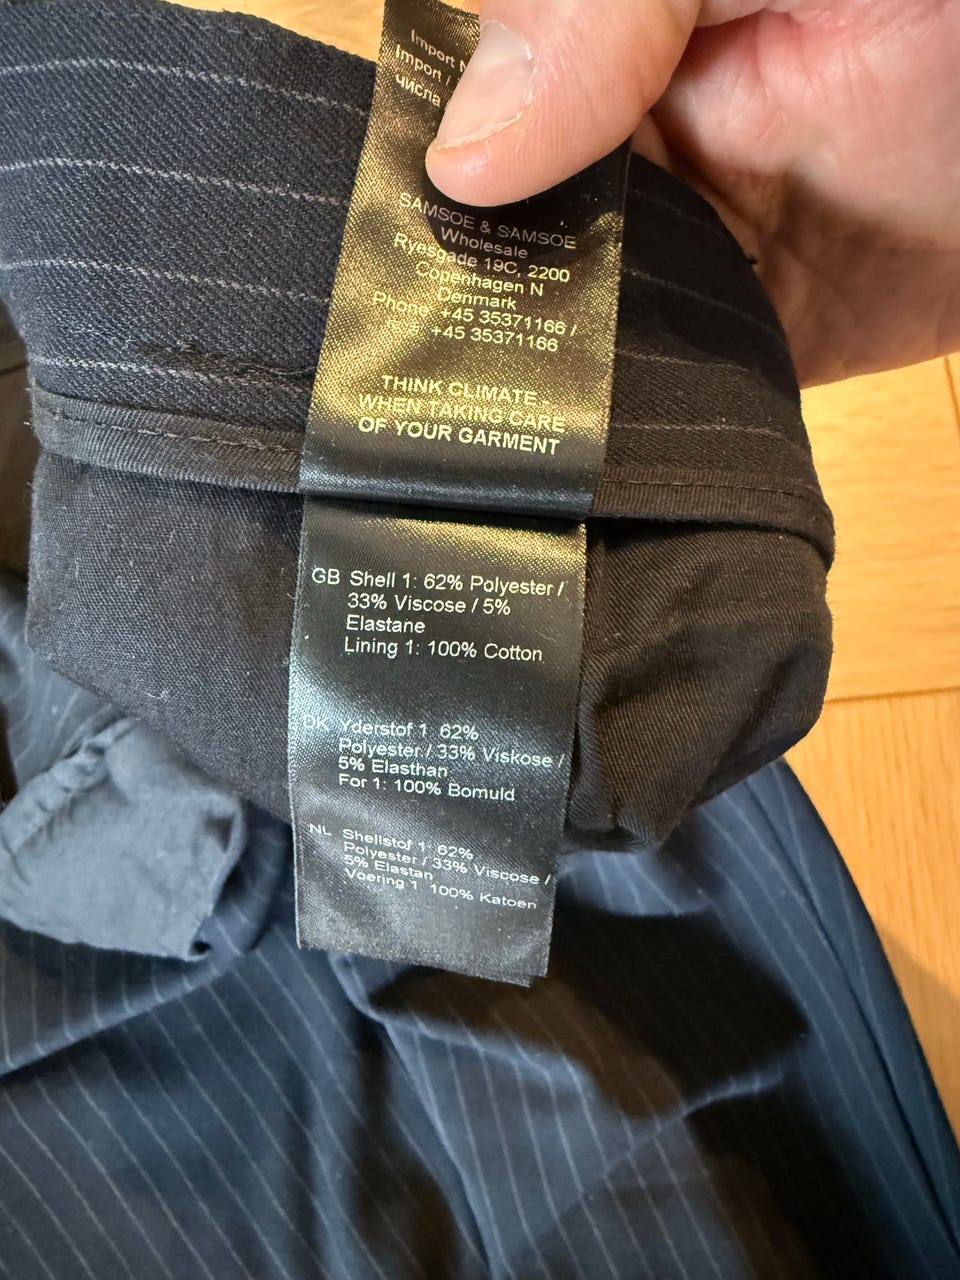 Import
Import /
числа
SAMSOE & SAMSOE
Wholesale
Ryesgade 19C, 2200
Copenhagen N
Denmark
Phone: +45 35371166 /
+45 35371166
THINK CLIMATE
WHEN TAKING CARE
OF YOUR GARMENT
GB Shell 1: 62% Polyester /
33% Viscose / 5%
Elastane
Lining 1: 100% Cotton
DK Yderstof 1: 62%
Polyester / 33% Viskose /
5% Elasthan
For 1: 100% Bomuld
NL Shellstof 1: 62%
Polyester / 33% Viscose /
5% Elastan
Voering 1: 100% Katoen